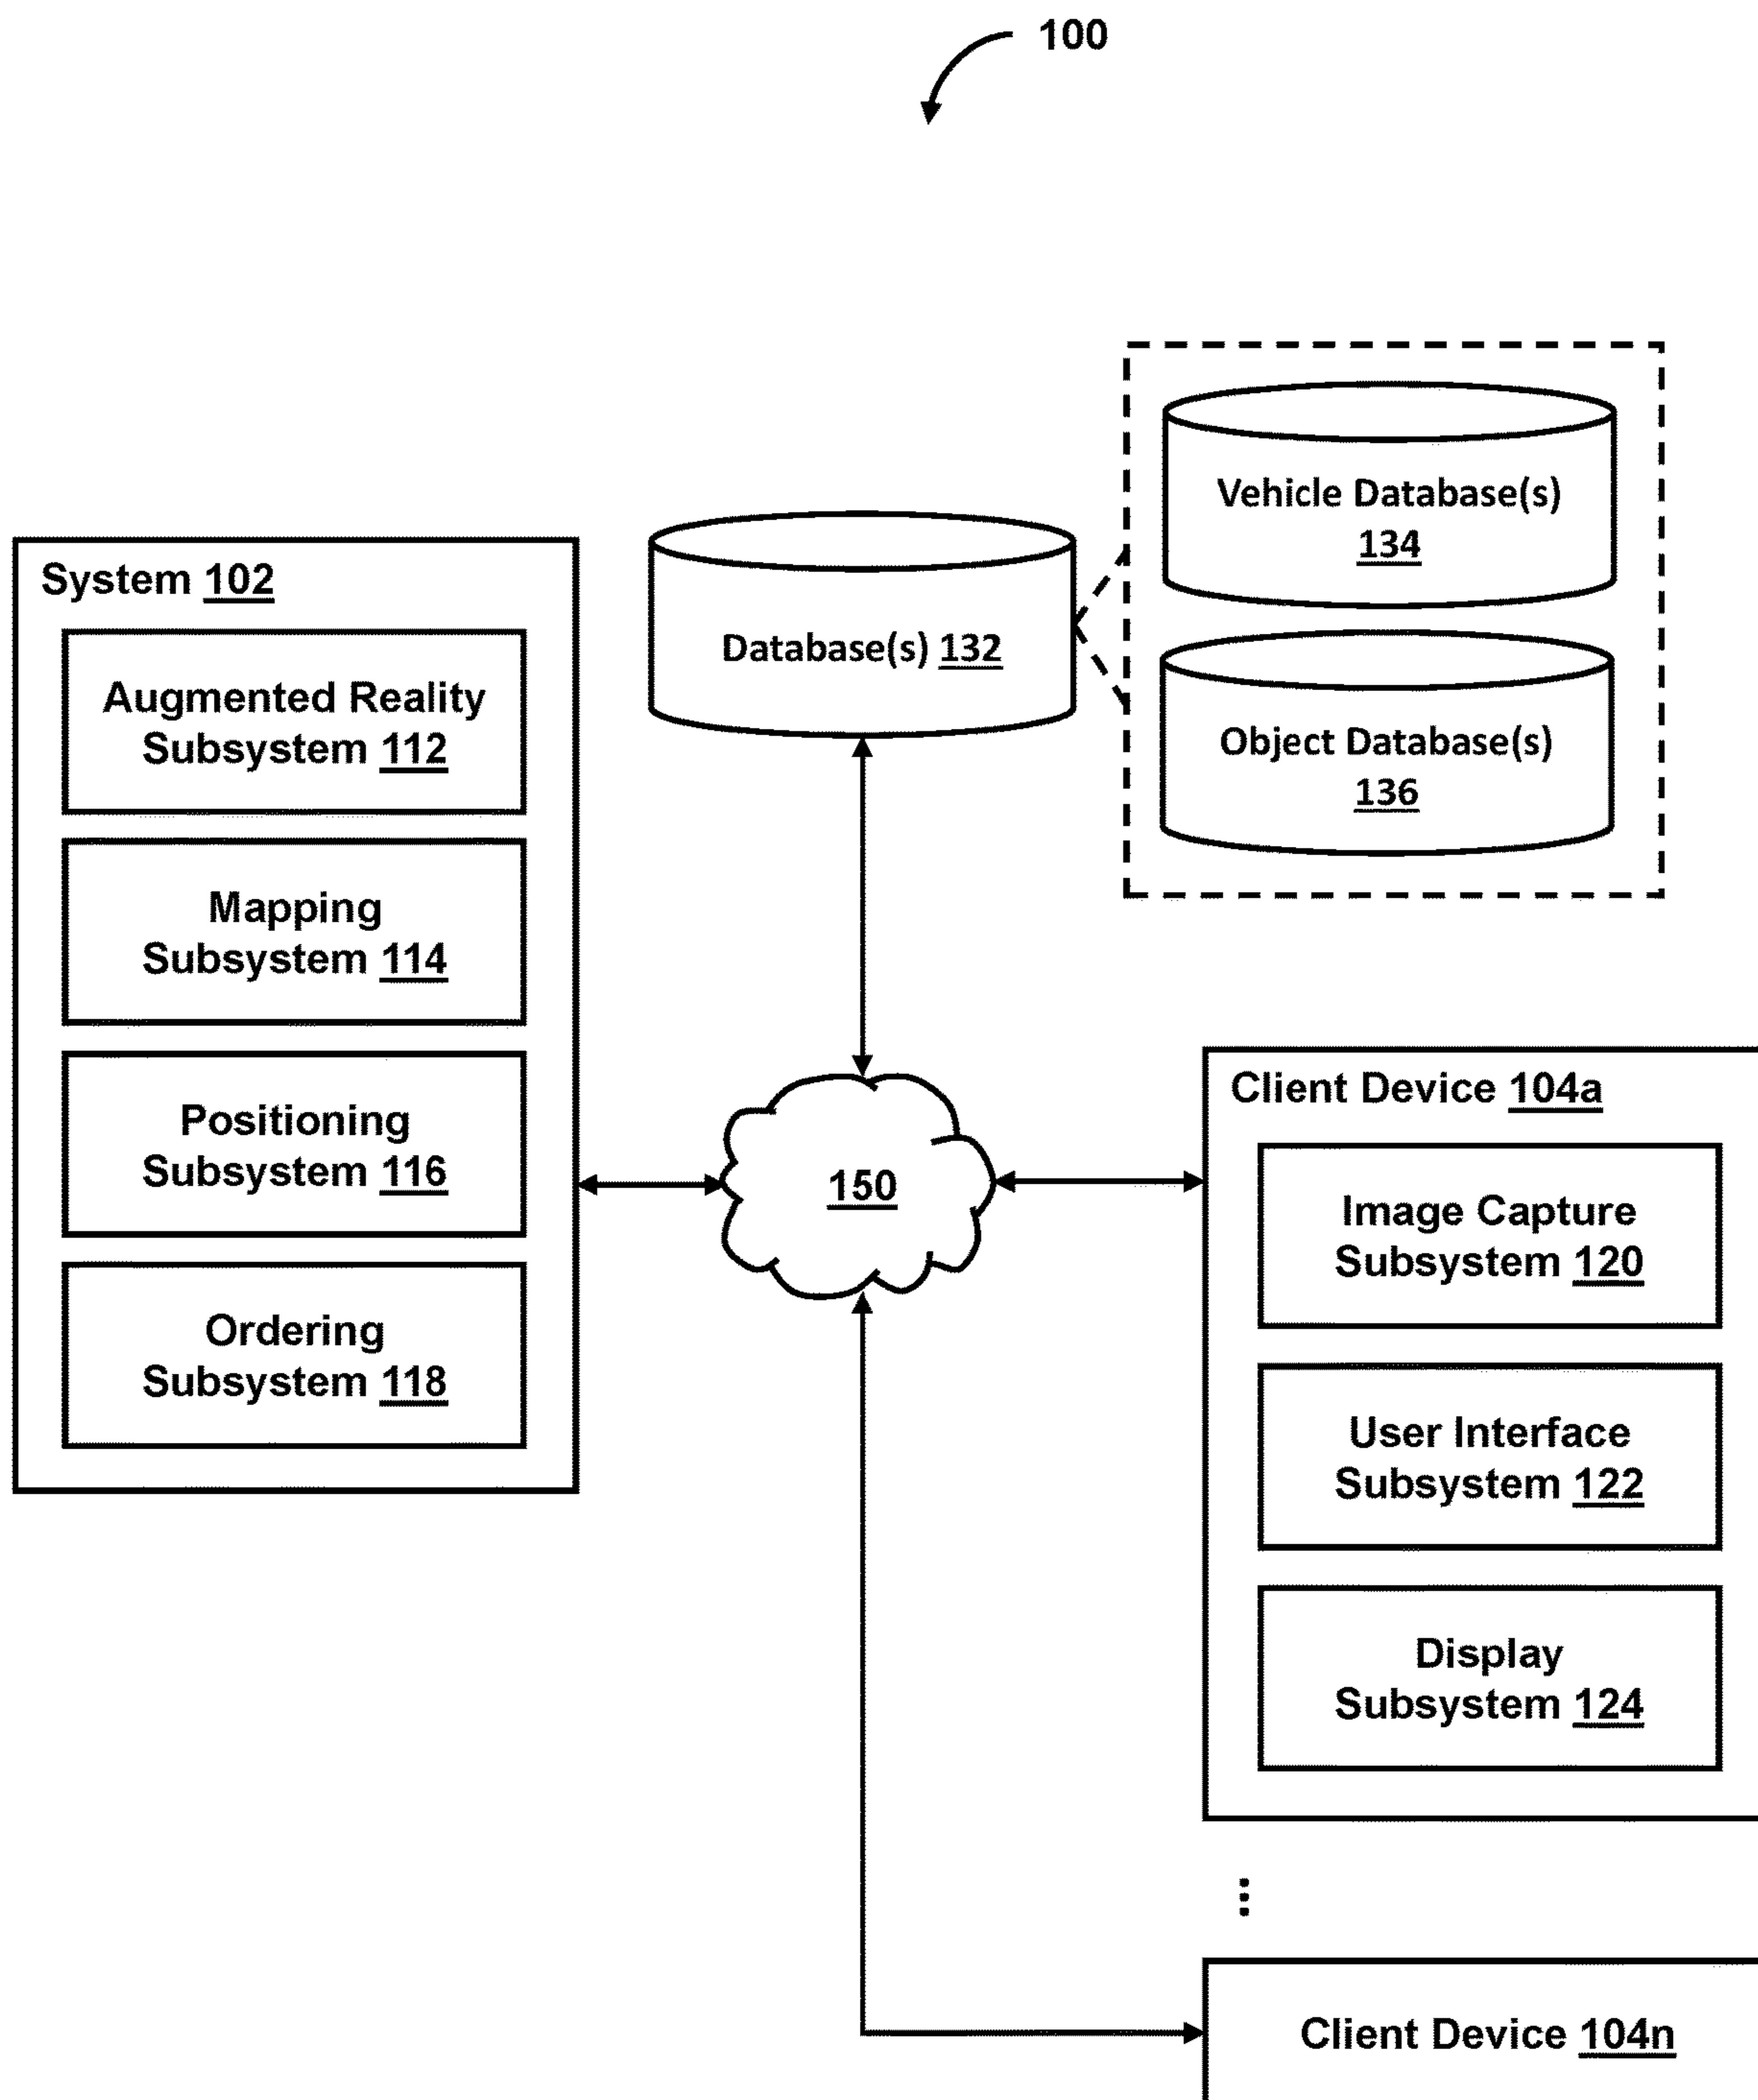 100
System 102
Augmented Reality
Subsystem 112
Mapping
Subsystem 114
Positioning
Subsystem 116
Ordering
Subsystem 118
Database(s) 132
Vehicle Database(s)
134
Object Database(s)
136
150
Client Device 104a
Image Capture
Subsystem 120
User Interface
Subsystem 122
Display
Subsystem 124
Client Device 104n